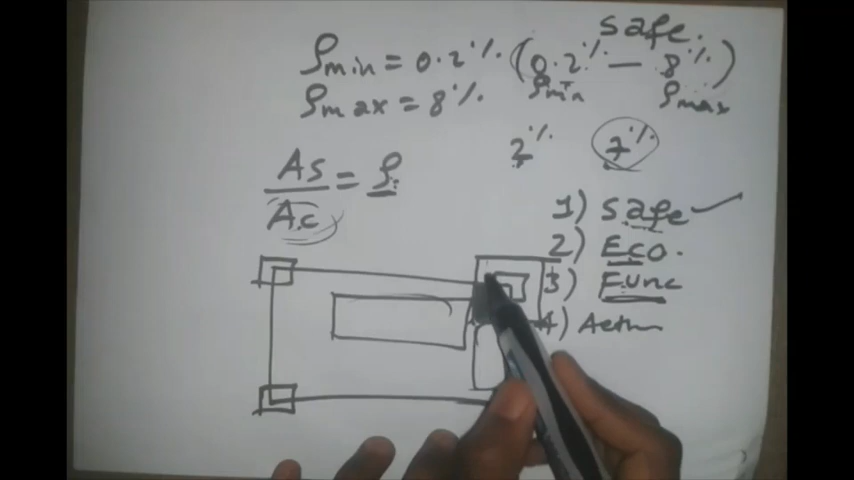 safe.
ρmin = 0.2% (0.2% — 8%)
ρmin ρmax
ρmax = 8%
2% 7%
As/Ac = ρ
1) safe ✓
2) Eco.
3) Func
4)